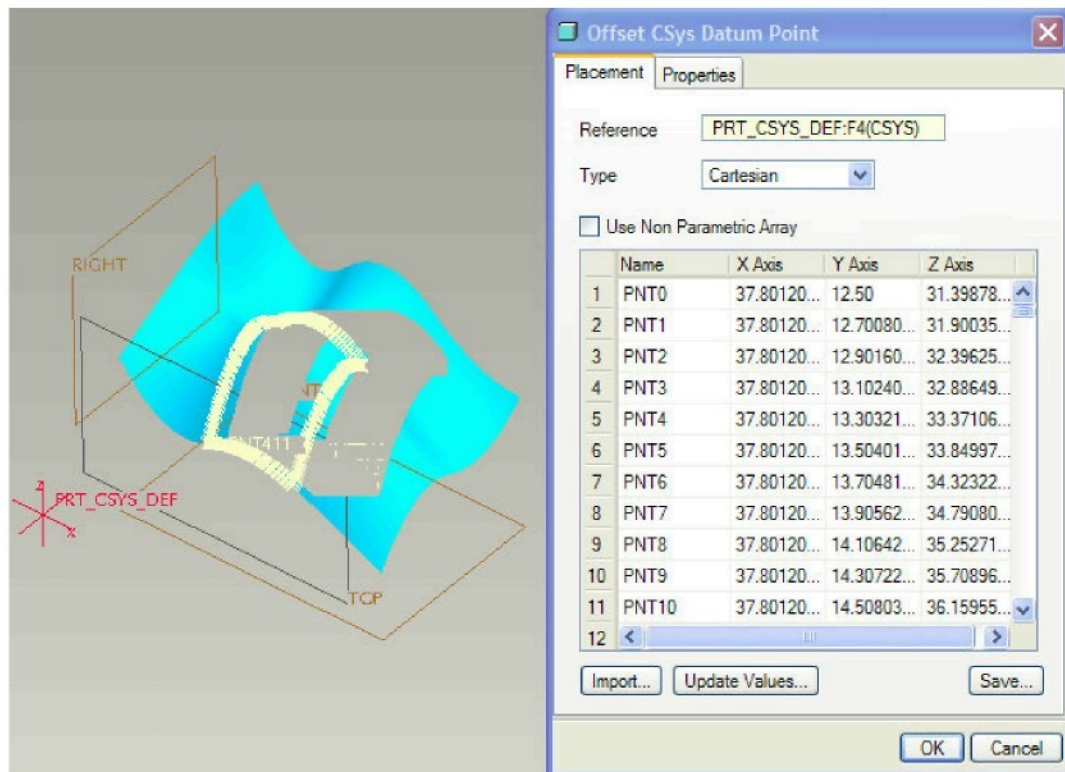 RIGHT
PNT411
PRT_CSYS_DEF
Z
X
TOP
Offset CSys Datum Point
Placement Properties
Reference PRT_CSYS_DEF:F4(CSYS)
Type Cartesian
Use Non Parametric Array
Name X Axis Y Axis Z Axis
1 PNT0 37.80120... 12.50 31.39878...
2 PNT1 37.80120... 12.70080... 31.90035...
3 PNT2 37.80120... 12.90160... 32.39625...
4 PNT3 37.80120... 13.10240... 32.88649...
5 PNT4 37.80120... 13.30321... 33.37106...
6 PNT5 37.80120... 13.50401... 33.84997...
7 PNT6 37.80120... 13.70481... 34.32322...
8 PNT7 37.80120... 13.90562... 34.79080...
9 PNT8 37.80120... 14.10642... 35.25271...
10 PNT9 37.80120... 14.30722... 35.70896...
11 PNT10 37.80120... 14.50803... 36.15955...
12
Import... Update Values... Save...
OK Cancel